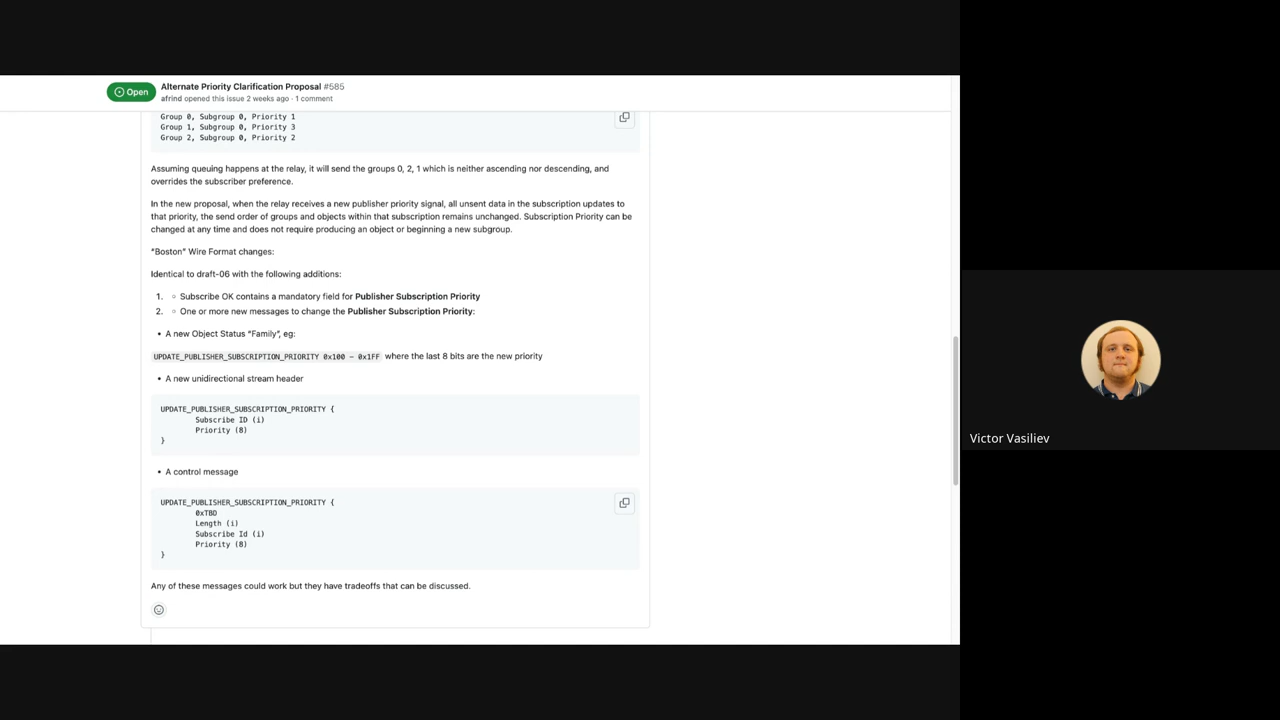 Open
Alternate Priority Clarification Proposal #585
afrind opened this issue 2 weeks ago · 1 comment
Group 0, Subgroup 0, Priority 1
Group 1, Subgroup 0, Priority 3
Group 2, Subgroup 0, Priority 2
Assuming queuing happens at the relay, it will send the groups 0, 2, 1 which is neither ascending nor descending, and
overrides the subscriber preference.
In the new proposal, when the relay receives a new publisher priority signal, all unsent data in the subscription updates to
that priority, the send order of groups and objects within that subscription remains unchanged. Subscription Priority can be
changed at any time and does not require producing an object or beginning a new subgroup.
"Boston" Wire Format changes:
Identical to draft-06 with the following additions:
1. ◦ Subscribe OK contains a mandatory field for Publisher Subscription Priority
2. ◦ One or more new messages to change the Publisher Subscription Priority:
• A new Object Status "Family", eg:
UPDATE_PUBLISHER_SUBSCRIPTION_PRIORITY 0x100 – 0x1FF where the last 8 bits are the new priority
• A new unidirectional stream header
UPDATE_PUBLISHER_SUBSCRIPTION_PRIORITY {
Subscribe ID (i)
Priority (8)
}
• A control message
UPDATE_PUBLISHER_SUBSCRIPTION_PRIORITY {
0xTBD
Length (i)
Subscribe Id (i)
Priority (8)
}
Any of these messages could work but they have tradeoffs that can be discussed.
Victor Vasiliev